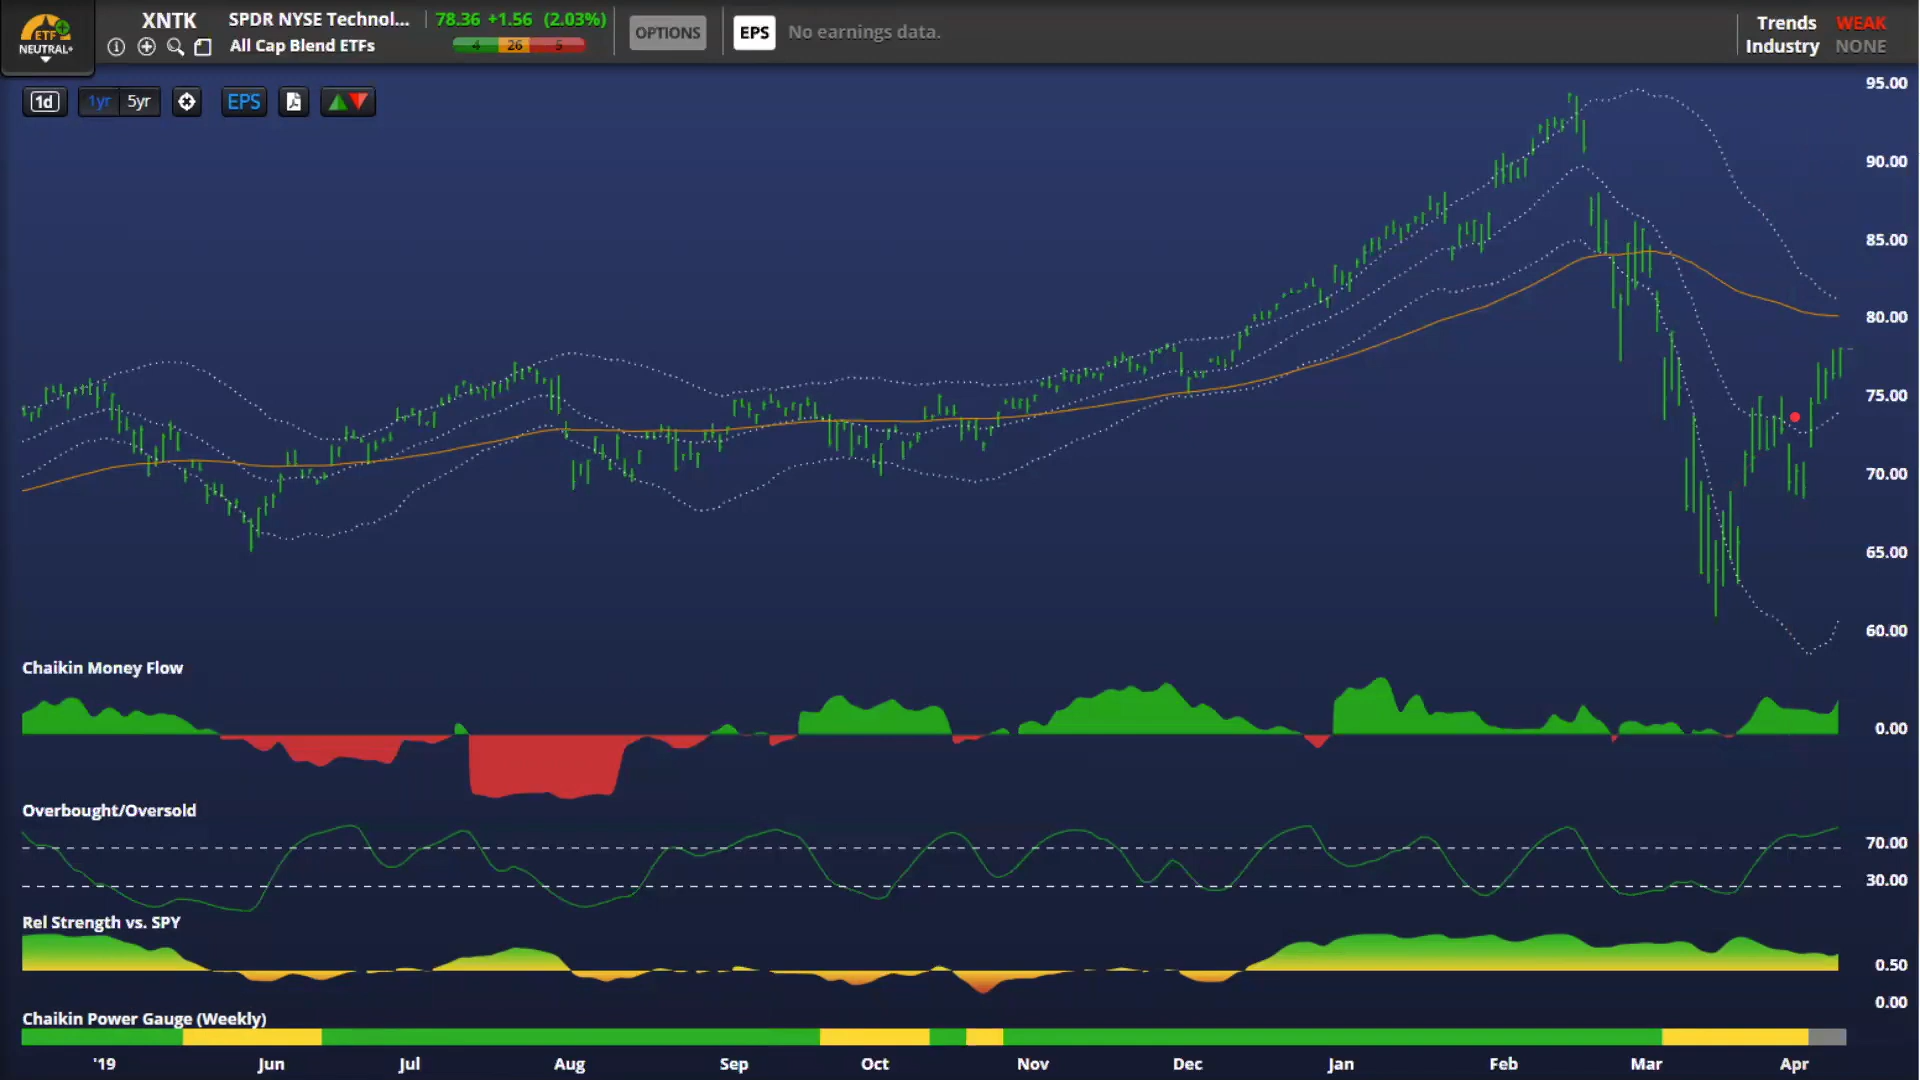 ETF
NEUTRAL+
XNTK
SPDR NYSE Technol...
78.36 +1.56 (2.03%)
All Cap Blend ETFs
4 26 5
OPTIONS
EPS
No earnings data.
Trends WEAK
Industry NONE
1d
1yr
5yr
EPS
95.00
90.00
85.00
80.00
75.00
70.00
65.00
60.00
Chaikin Money Flow
0.00
Overbought/Oversold
70.00
30.00
Rel Strength vs. SPY
0.50
0.00
Chaikin Power Gauge (Weekly)
'19 Jun Jul Aug Sep Oct Nov Dec Jan Feb Mar Apr